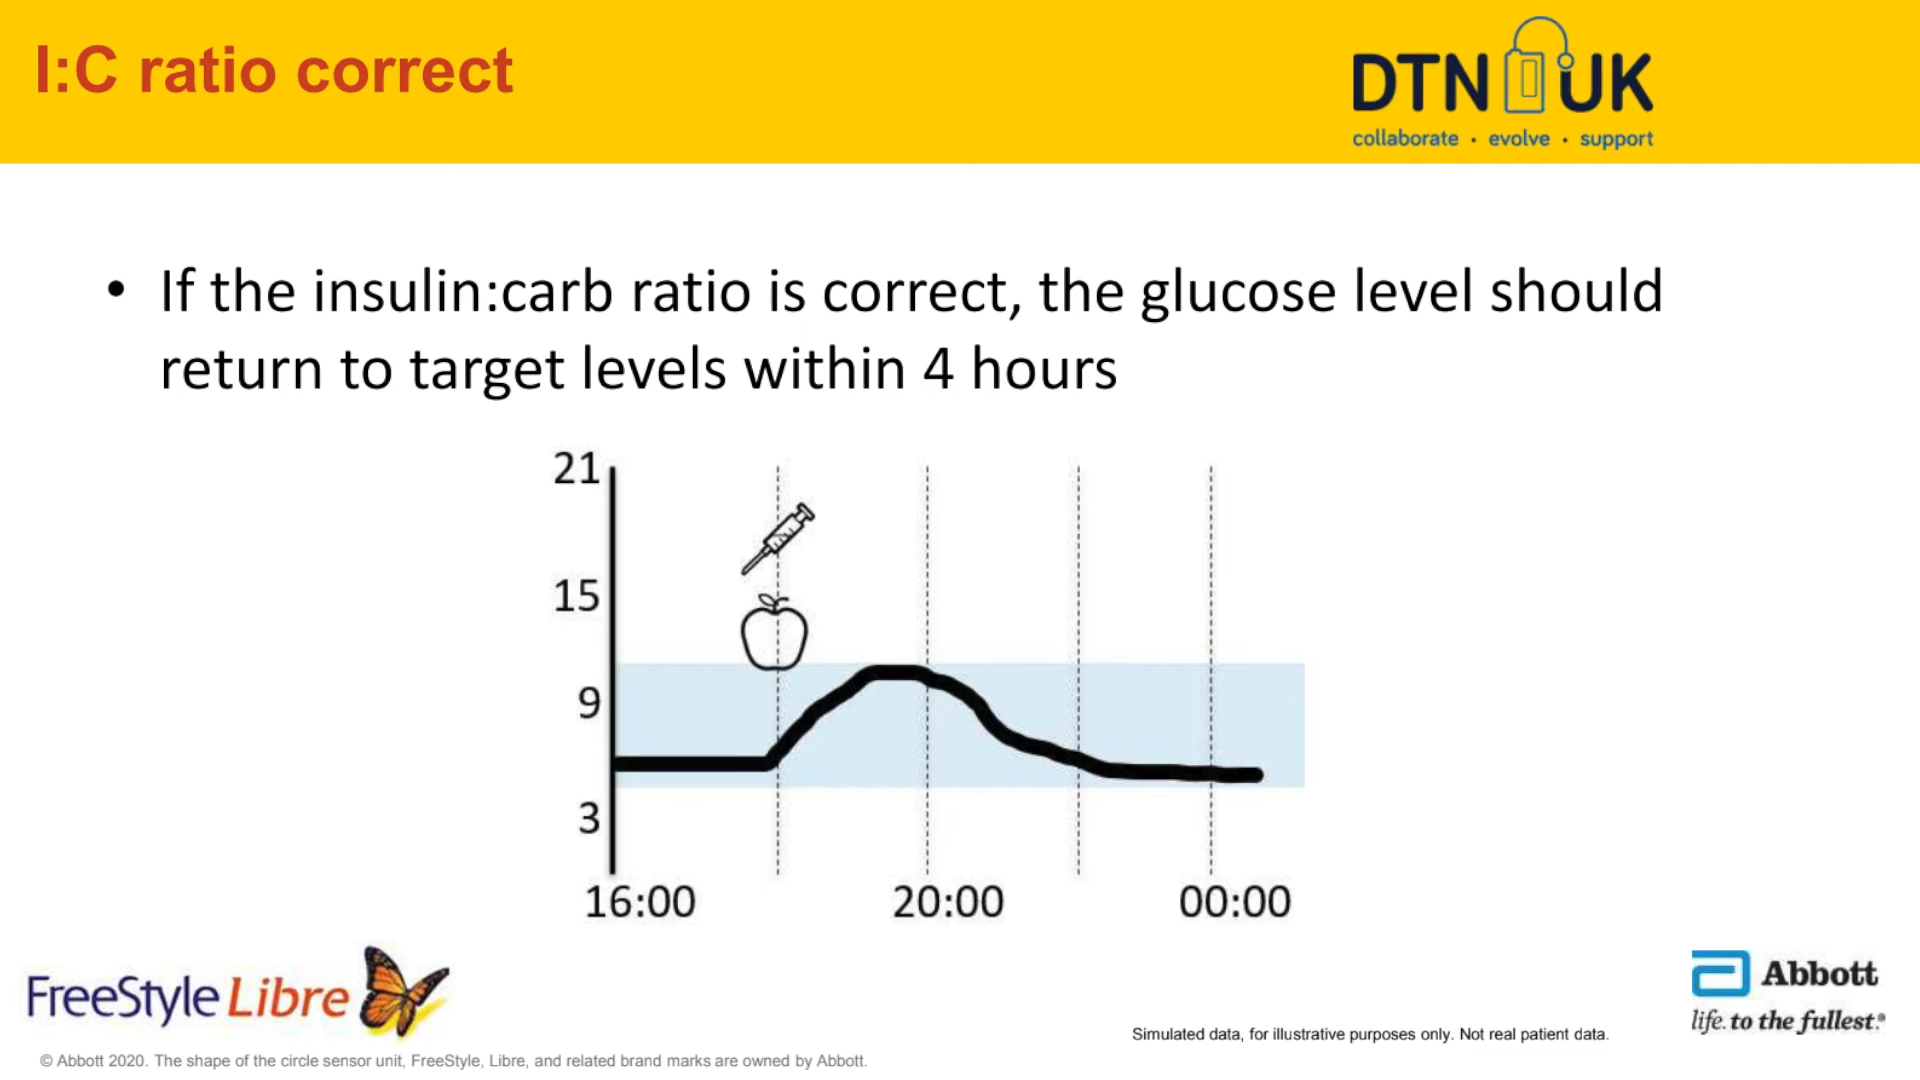 I:C ratio correct
DTN UK
collaborate · evolve · support
• If the insulin:carb ratio is correct, the glucose level should
return to target levels within 4 hours
21
15
9
3
16:00 20:00 00:00
FreeStyle Libre
Abbott
life. to the fullest.®
Simulated data, for illustrative purposes only. Not real patient data.
© Abbott 2020. The shape of the circle sensor unit, FreeStyle, Libre, and related brand marks are owned by Abbott.